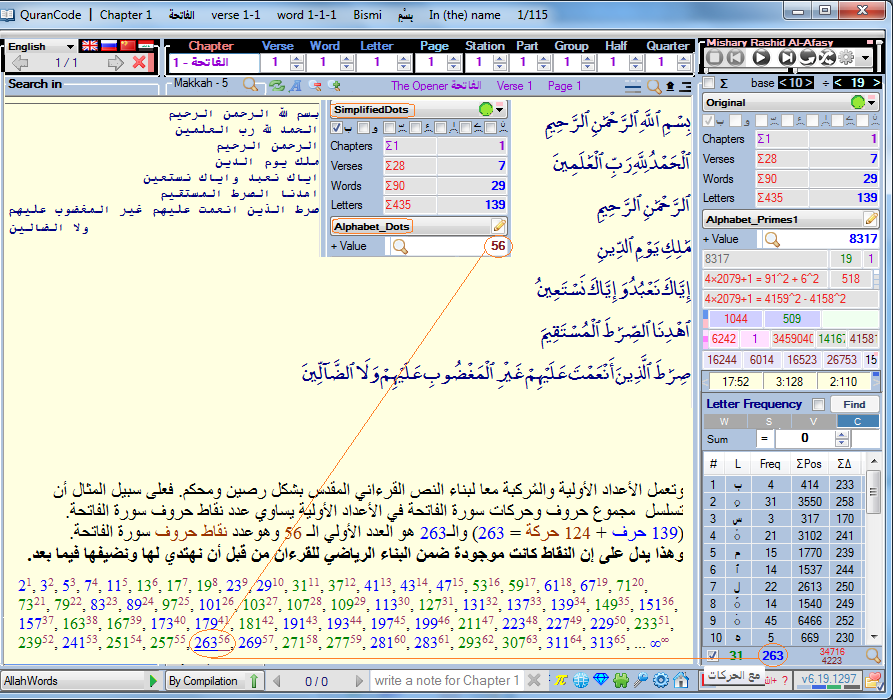 QuranCode | Chapter 1 الفاتحة verse 1-1 word 1-1-1 Bismi بِسْمِ In (the) name 1/115
English Chapter Verse Word Letter Page Station Part Group Half Quarter Mishary Rashid Al-Afasy
1 / 1 1 - الفاتحة 1 1 1 1 1 1 1 1 1
Search in Makkah - 5 The Opener الفاتحة Verse 1 Page 1 Σ base < 10 > ÷ < 19 >
بسم الله الرحمن الرحيم
الحمد لله رب العلمين
الرحمن الرحيم
ملك يوم الدين
اياك نعبد واياك نستعين
اهدنا الصرط المستقيم
صرط الذين انعمت عليهم غير المغضوب عليهم
ولا الضالين
SimplifiedDots
Chapters Σ1 1
Verses Σ28 7
Words Σ90 29
Letters Σ435 139
Alphabet_Dots
+ Value 56
بِسْمِ ٱللَّهِ ٱلرَّحْمَٰنِ ٱلرَّحِيمِ
ٱلْحَمْدُ لِلَّهِ رَبِّ ٱلْعَٰلَمِينَ
ٱلرَّحْمَٰنِ ٱلرَّحِيمِ
مَٰلِكِ يَوْمِ ٱلدِّينِ
إِيَّاكَ نَعْبُدُ وَإِيَّاكَ نَسْتَعِينُ
ٱهْدِنَا ٱلصِّرَٰطَ ٱلْمُسْتَقِيمَ
صِرَٰطَ ٱلَّذِينَ أَنْعَمْتَ عَلَيْهِمْ غَيْرِ ٱلْمَغْضُوبِ عَلَيْهِمْ وَلَا ٱلضَّآلِّينَ
Original
Chapters Σ1 1
Verses Σ28 7
Words Σ90 29
Letters Σ435 139
Alphabet_Primes1
+ Value 8317
8317 19 1
4×2079+1 = 91^2 + 6^2 518
4×2079+1 = 4159^2 - 4158^2
1044 509
6242 1 3459040 14167 41581
16244 6014 16523 26753 15
17:52 3:128 2:110
Letter Frequency Find
W S V C
Sum = 0
# L Freq ΣPos ΣΔ
1 ب 4 414 233
2 31 3550 258
3 س 3 317 170
4 21 3102 241
5 م 15 1770 239
6 ٱ 14 1537 244
7 ل 22 2613 250
8 14 1540 249
9 45 6466 252
10 ه 5 669 230
31 263 34716
4223
وتعمل الأعداد الأولية والمُركبة معا لبناء النص القرءاني المقدس بشكل رصين ومحكم. فعلى سبيل المثال أن
تسلسل مجموع حروف وحركات سورة الفاتحة في الأعداد الأولية يساوي عدد نقاط حروف سورة الفاتحة.
(139 حرف + 124 حركة = 263) والـ263 هو العدد الأولي الـ 56 وهوعدد نقاط حروف سورة الفاتحة.
وهذا يدل على إن النقاط كانت موجودة ضمن البناء الرياضي للقرءان من قَبل أن نهتدي لها ونضيفها فيما بعد.
2^1, 3^2, 5^3, 7^4, 11^5, 13^6, 17^7, 19^8, 23^9, 29^10, 31^11, 37^12, 41^13, 43^14, 47^15, 53^16, 59^17, 61^18, 67^19, 71^20,
73^21, 79^22, 83^23, 89^24, 97^25, 101^26, 103^27, 107^28, 109^29, 113^30, 127^31, 131^32, 137^33, 139^34, 149^35, 151^36,
157^37, 163^38, 167^39, 173^40, 179^41, 181^42, 191^43, 193^44, 197^45, 199^46, 211^47, 223^48, 227^49, 229^50, 233^51,
239^52, 241^53, 251^54, 257^55, 263^56, 269^57, 271^58, 277^59, 281^60, 283^61, 293^62, 307^63, 311^64, 313^65, ... ∞^∞
AllahWords By Compilation 0 / 0 write a note for Chapter 1 مع الحركات v6.19.1297